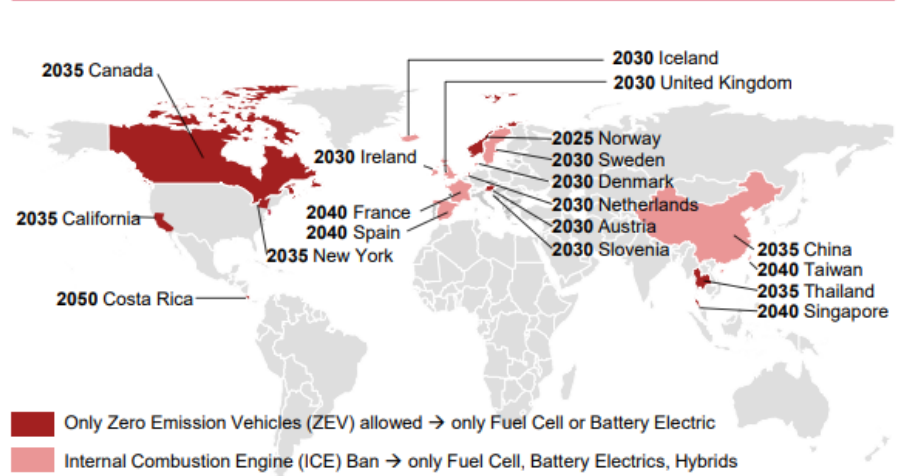 2030 Iceland
2035 Canada
2030 United Kingdom
2025 Norway
2030 Ireland
2030 Sweden
2030 Denmark
2030 Netherlands
2040 France
2035 California
2030 Austria
2040 Spain
2030 Slovenia
2035 China
2035 New York
2040 Taiwan
2035 Thailand
2050 Costa Rica
2040 Singapore
Only Zero Emission Vehicles (ZEV) allowed → only Fuel Cell or Battery Electric
Internal Combustion Engine (ICE) Ban → only Fuel Cell, Battery Electrics, Hybrids